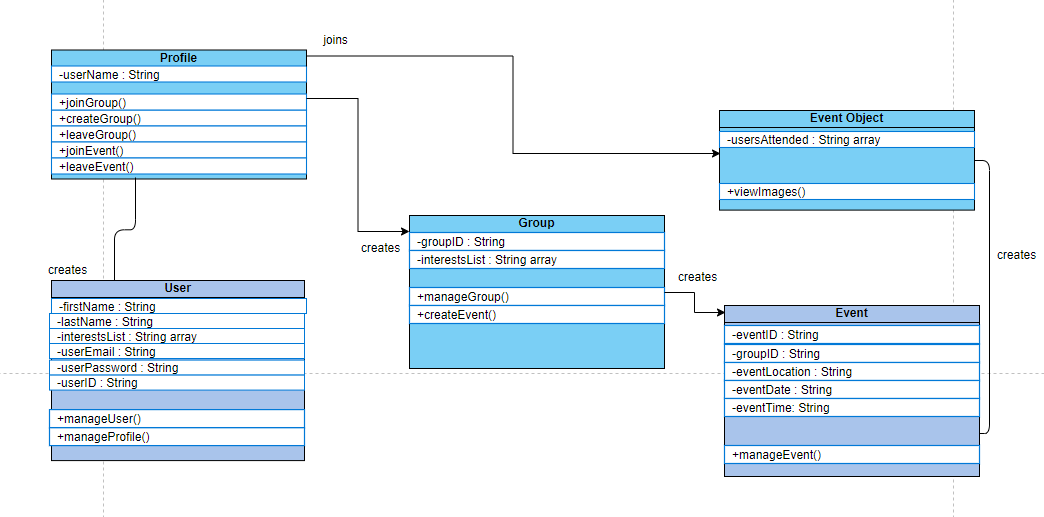 joins
Profile
-userName : String
+joinGroup()
+createGroup()
+leaveGroup()
+joinEvent()
+leaveEvent()
Event Object
-usersAttended : String array
+viewImages()
creates
Group
-groupID : String
-interestsList : String array
+manageGroup()
+createEvent()
creates
creates
creates
User
-firstName : String
-lastName : String
-interestsList : String array
-userEmail : String
-userPassword : String
-userID : String
+manageUser()
+manageProfile()
Event
-eventID : String
-groupID : String
-eventLocation : String
-eventDate : String
-eventTime: String
+manageEvent()